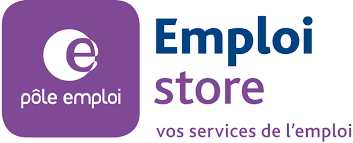 pôle emploi
Emploi
store
vos services de l'emploi